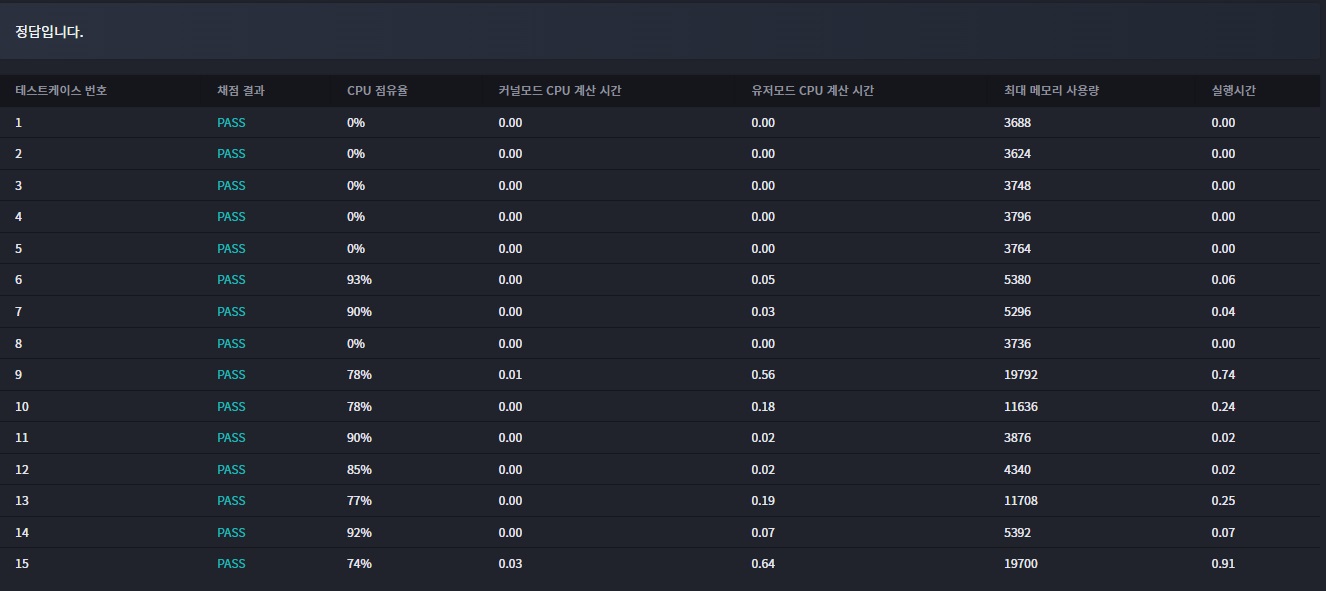 정답입니다.
테스트케이스 번호 채점 결과 CPU 점유율 커널모드 CPU 계산 시간 유저모드 CPU 계산 시간 최대 메모리 사용량 실행시간
1 PASS 0% 0.00 0.00 3688 0.00
2 PASS 0% 0.00 0.00 3624 0.00
3 PASS 0% 0.00 0.00 3748 0.00
4 PASS 0% 0.00 0.00 3796 0.00
5 PASS 0% 0.00 0.00 3764 0.00
6 PASS 93% 0.00 0.05 5380 0.06
7 PASS 90% 0.00 0.03 5296 0.04
8 PASS 0% 0.00 0.00 3736 0.00
9 PASS 78% 0.01 0.56 19792 0.74
10 PASS 78% 0.00 0.18 11636 0.24
11 PASS 90% 0.00 0.02 3876 0.02
12 PASS 85% 0.00 0.02 4340 0.02
13 PASS 77% 0.00 0.19 11708 0.25
14 PASS 92% 0.00 0.07 5392 0.07
15 PASS 74% 0.03 0.64 19700 0.91